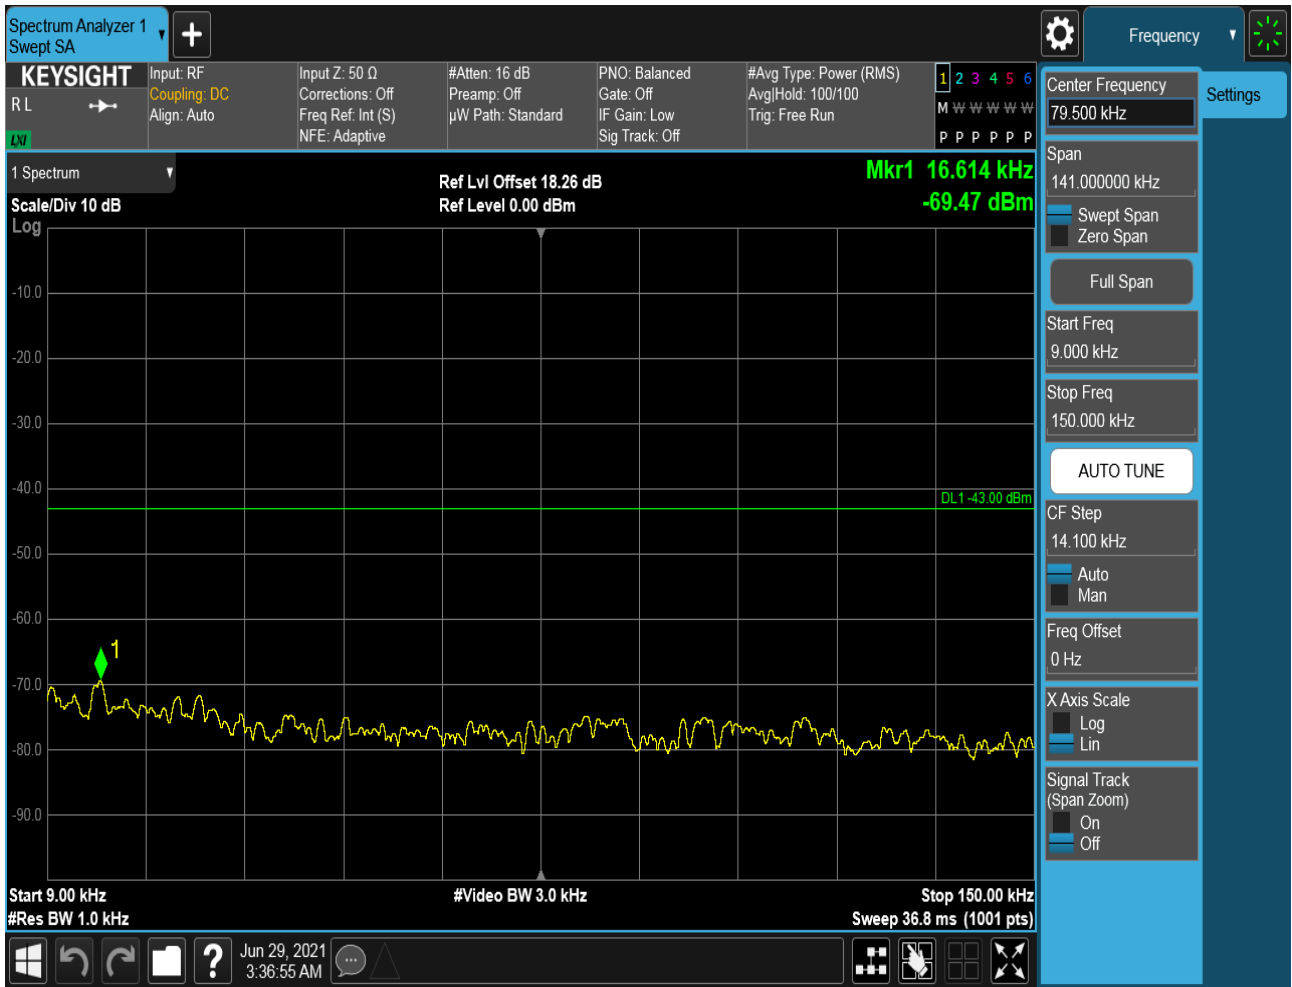 Spectrum Analyzer 1
Swept SA
Frequency
KEYSIGHT
R L
LXI
Input: RF
Coupling: DC
Align: Auto
Input Z: 50 Ω
Corrections: Off
Freq Ref: Int (S)
NFE: Adaptive
#Atten: 16 dB
Preamp: Off
µW Path: Standard
PNO: Balanced
Gate: Off
IF Gain: Low
Sig Track: Off
#Avg Type: Power (RMS)
Avg|Hold: 100/100
Trig: Free Run
1 2 3 4 5 6
M W W W W W
P P P P P P
1 Spectrum
Scale/Div 10 dB
Log
Ref Lvl Offset 18.26 dB
Ref Level 0.00 dBm
Mkr1 16.614 kHz
-69.47 dBm
-10.0
-20.0
-30.0
-40.0
DL1 -43.00 dBm
-50.0
-60.0
1
-70.0
-80.0
-90.0
Start 9.00 kHz
#Res BW 1.0 kHz
#Video BW 3.0 kHz
Stop 150.00 kHz
Sweep 36.8 ms (1001 pts)
Center Frequency
79.500 kHz
Settings
Span
141.000000 kHz
Swept Span
Zero Span
Full Span
Start Freq
9.000 kHz
Stop Freq
150.000 kHz
AUTO TUNE
CF Step
14.100 kHz
Auto
Man
Freq Offset
0 Hz
X Axis Scale
Log
Lin
Signal Track
(Span Zoom)
On
Off
?
Jun 29, 2021
3:36:55 AM